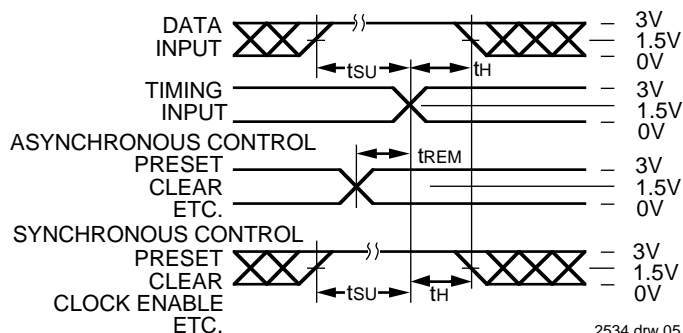 DATA
INPUT
3V
1.5V
0V
tSU
tH
TIMING
INPUT
3V
1.5V
0V
ASYNCHRONOUS CONTROL
PRESET
CLEAR
ETC.
tREM
3V
1.5V
0V
SYNCHRONOUS CONTROL
PRESET
CLEAR
CLOCK ENABLE
ETC.
tSU
tH
3V
1.5V
0V
2534 drw 05